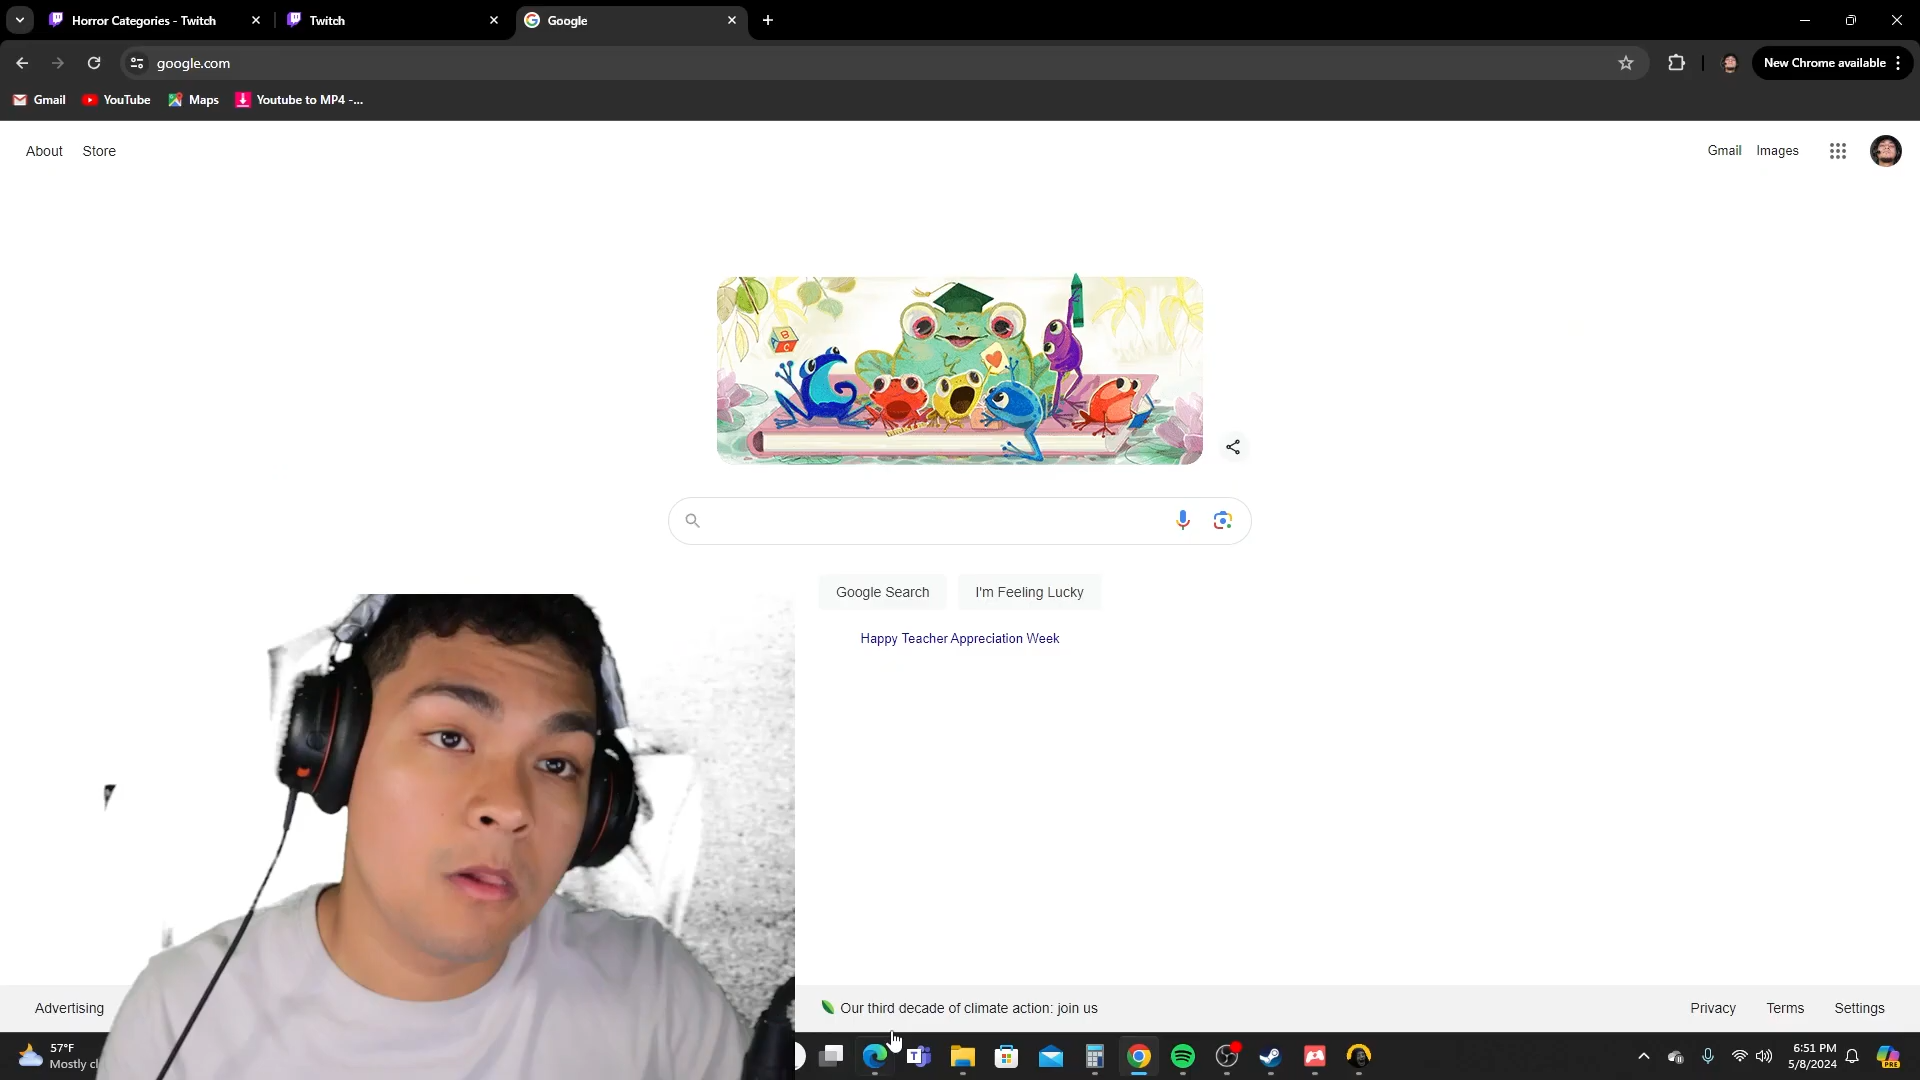 Horror Categories - Twitch
Twitch
Google
google.com
New Chrome available
Gmail
YouTube
Maps
Youtube to MP4 -...
About
Store
Gmail
Images
B
C
Google Search
I'm Feeling Lucky
Happy Teacher Appreciation Week
Advertising
Our third decade of climate action: join us
Privacy
Terms
Settings
57°F
Mostly cl
T
PRE
6:51 PM
5/8/2024